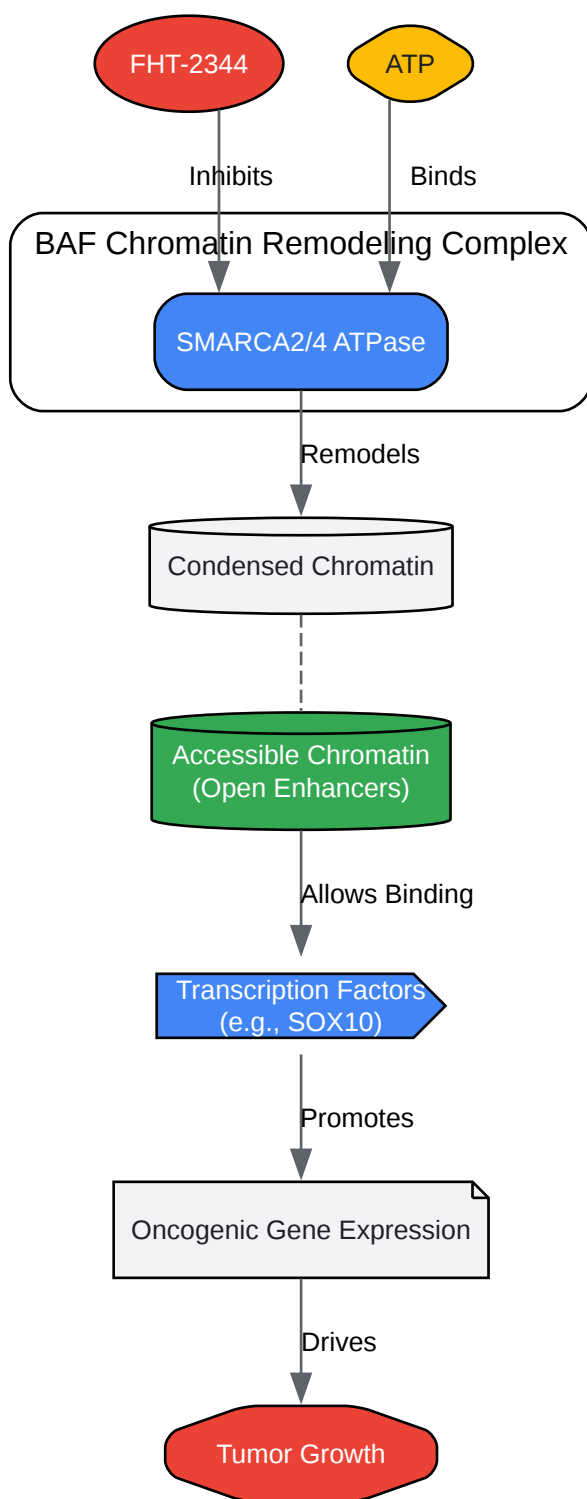 FHT-2344
ATP
Inhibits
Binds
BAF Chromatin Remodeling Complex
SMARCA2/4 ATPase
Remodels
Condensed Chromatin
Accessible Chromatin
(Open Enhancers)
Allows Binding
Transcription Factors
(e.g., SOX10)
Promotes
Oncogenic Gene Expression
Drives
Tumor Growth